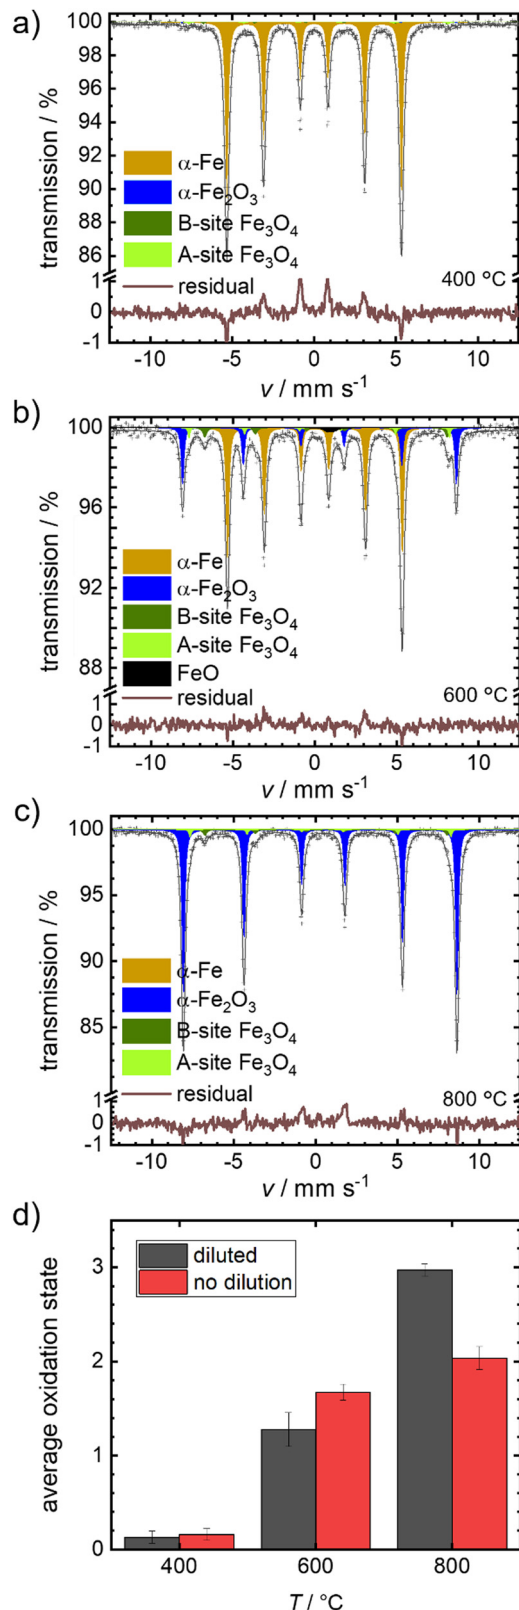 a)
100
98
96
94
90
86
1
0
-1
transmission / %
α-Fe
α-Fe₂O₃
B-site Fe₃O₄
A-site Fe₃O₄
residual
400 °C
-10 -5 0 5 10
v / mm s⁻¹
b)
100
96
92
88
1
0
-1
transmission / %
α-Fe
α-Fe₂O₃
B-site Fe₃O₄
A-site Fe₃O₄
FeO
residual
600 °C
-10 -5 0 5 10
v / mm s⁻¹
c)
100
95
90
85
1
0
-1
transmission / %
α-Fe
α-Fe₂O₃
B-site Fe₃O₄
A-site Fe₃O₄
residual
800 °C
-10 -5 0 5 10
v / mm s⁻¹
d)
diluted
no dilution
3
2
1
0
average oxidation state
400 600 800
T / °C